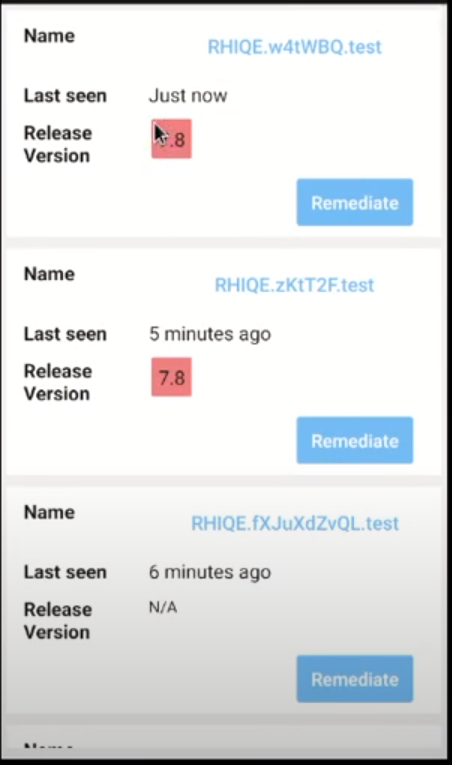 Name RHIQE.w4tWBQ.test
Last seen Just now
Release Version .8
Remediate
Name RHIQE.zKtT2F.test
Last seen 5 minutes ago
Release Version 7.8
Remediate
Name RHIQE.fXJuXdZvQL.test
Last seen 6 minutes ago
Release Version N/A
Remediate